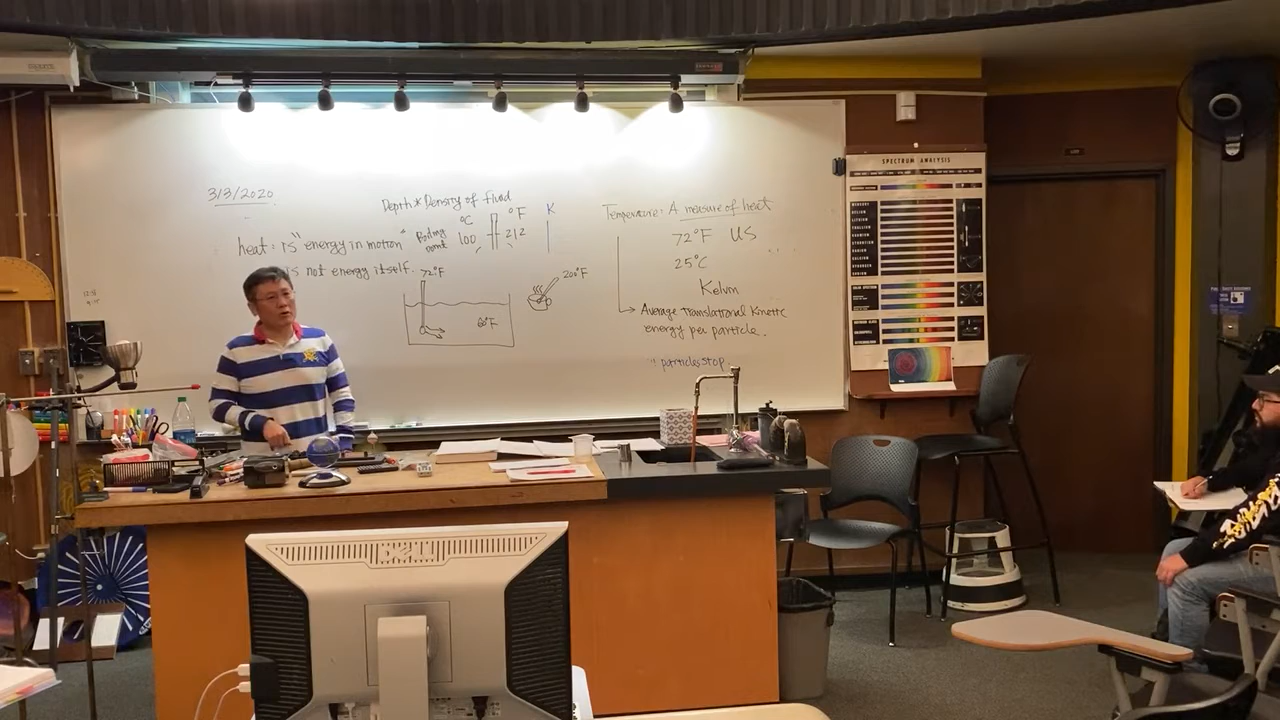 3/3/2020
Depth * Density of fluid
°C °F K
Boiling point 100 212
heat: is "energy in motion"
is not energy itself.
72°F
60°F
200°F
Temperature: A measure of heat
72°F US
25°C
Kelvin
Average Translational Kinetic
energy per particle.
particles stop.
SPECTRUM ANALYSIS
DELL